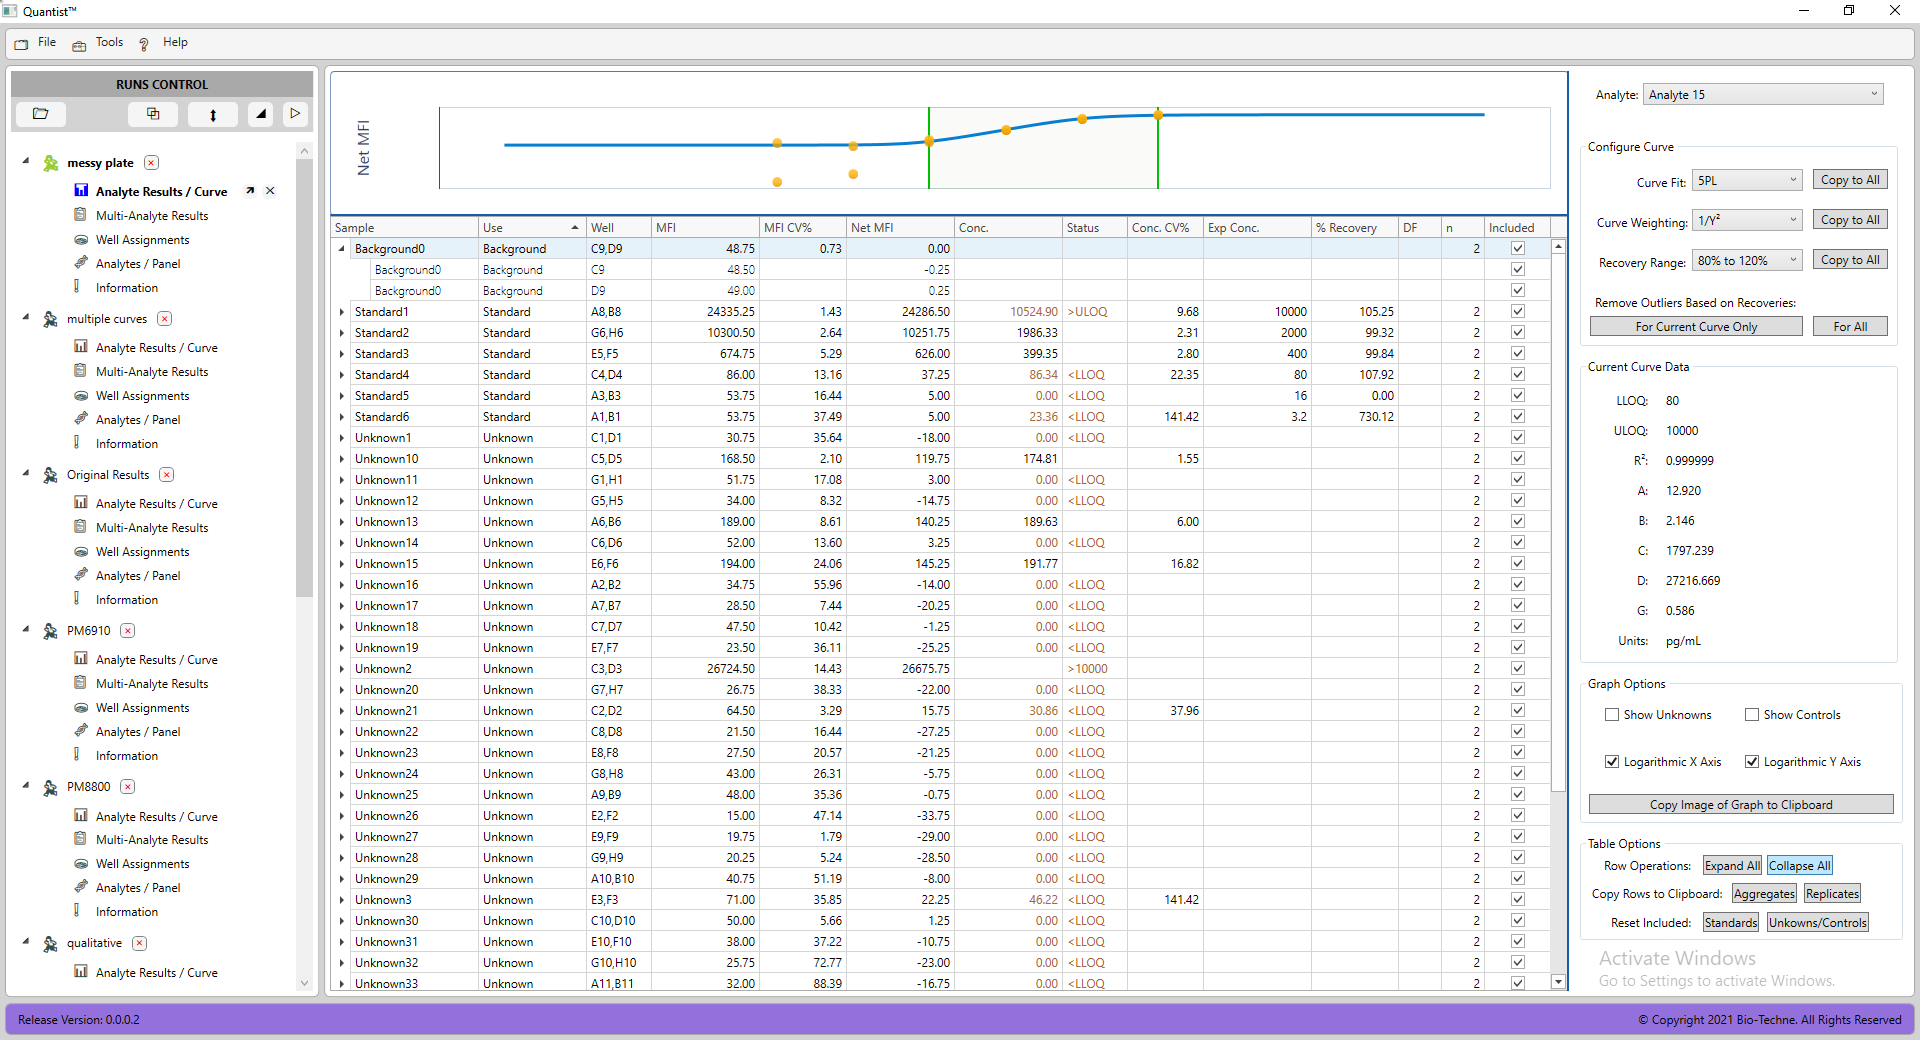 Quantist™
File Tools Help
RUNS CONTROL
messy plate
Analyte Results / Curve
Multi-Analyte Results
Well Assignments
Analytes / Panel
Information
multiple curves
Analyte Results / Curve
Multi-Analyte Results
Well Assignments
Analytes / Panel
Information
Original Results
Analyte Results / Curve
Multi-Analyte Results
Well Assignments
Analytes / Panel
Information
PM6910
Analyte Results / Curve
Multi-Analyte Results
Well Assignments
Analytes / Panel
Information
PM8800
Analyte Results / Curve
Multi-Analyte Results
Well Assignments
Analytes / Panel
Information
qualitative
Analyte Results / Curve
Net MFI
Sample Use Well MFI MFI CV% Net MFI Conc. Status Conc. CV% Exp Conc. % Recovery DF n Included
Background0 Background C9,D9 48.75 0.73 0.00 2
Background0 Background C9 48.50 -0.25
Background0 Background D9 49.00 0.25
Standard1 Standard A8,B8 24335.25 1.43 24286.50 10524.90 >ULOQ 9.68 10000 105.25 2
Standard2 Standard G6,H6 10300.50 2.64 10251.75 1986.33 2.31 2000 99.32 2
Standard3 Standard E5,F5 674.75 5.29 626.00 399.35 2.80 400 99.84 2
Standard4 Standard C4,D4 86.00 13.16 37.25 86.34 <LLOQ 22.35 80 107.92 2
Standard5 Standard A3,B3 53.75 16.44 5.00 0.00 <LLOQ 16 0.00 2
Standard6 Standard A1,B1 53.75 37.49 5.00 23.36 <LLOQ 141.42 3.2 730.12 2
Unknown1 Unknown C1,D1 30.75 35.64 -18.00 0.00 <LLOQ 2
Unknown10 Unknown C5,D5 168.50 2.10 119.75 174.81 1.55 2
Unknown11 Unknown G1,H1 51.75 17.08 3.00 0.00 <LLOQ 2
Unknown12 Unknown G5,H5 34.00 8.32 -14.75 0.00 <LLOQ 2
Unknown13 Unknown A6,B6 189.00 8.61 140.25 189.63 6.00 2
Unknown14 Unknown C6,D6 52.00 13.60 3.25 0.00 <LLOQ 2
Unknown15 Unknown E6,F6 194.00 24.06 145.25 191.77 16.82 2
Unknown16 Unknown A2,B2 34.75 55.96 -14.00 0.00 <LLOQ 2
Unknown17 Unknown A7,B7 28.50 7.44 -20.25 0.00 <LLOQ 2
Unknown18 Unknown C7,D7 47.50 10.42 -1.25 0.00 <LLOQ 2
Unknown19 Unknown E7,F7 23.50 36.11 -25.25 0.00 <LLOQ 2
Unknown2 Unknown C3,D3 26724.50 14.43 26675.75 >10000 2
Unknown20 Unknown G7,H7 26.75 38.33 -22.00 0.00 <LLOQ 2
Unknown21 Unknown C2,D2 64.50 3.29 15.75 30.86 <LLOQ 37.96 2
Unknown22 Unknown C8,D8 21.50 16.44 -27.25 0.00 <LLOQ 2
Unknown23 Unknown E8,F8 27.50 20.57 -21.25 0.00 <LLOQ 2
Unknown24 Unknown G8,H8 43.00 26.31 -5.75 0.00 <LLOQ 2
Unknown25 Unknown A9,B9 48.00 35.36 -0.75 0.00 <LLOQ 2
Unknown26 Unknown E2,F2 15.00 47.14 -33.75 0.00 <LLOQ 2
Unknown27 Unknown E9,F9 19.75 1.79 -29.00 0.00 <LLOQ 2
Unknown28 Unknown G9,H9 20.25 5.24 -28.50 0.00 <LLOQ 2
Unknown29 Unknown A10,B10 40.75 51.19 -8.00 0.00 <LLOQ 2
Unknown3 Unknown E3,F3 71.00 35.85 22.25 46.22 <LLOQ 141.42 2
Unknown30 Unknown C10,D10 50.00 5.66 1.25 0.00 <LLOQ 2
Unknown31 Unknown E10,F10 38.00 37.22 -10.75 0.00 <LLOQ 2
Unknown32 Unknown G10,H10 25.75 72.77 -23.00 0.00 <LLOQ 2
Unknown33 Unknown A11,B11 32.00 88.39 -16.75 0.00 <LLOQ 2
Analyte: Analyte 15
Configure Curve
Curve Fit: 5PL Copy to All
Curve Weighting: 1/Y² Copy to All
Recovery Range: 80% to 120% Copy to All
Remove Outliers Based on Recoveries:
For Current Curve Only For All
Current Curve Data
LLOQ: 80
ULOQ: 10000
R²: 0.999999
A: 12.920
B: 2.146
C: 1797.239
D: 27216.669
G: 0.586
Units: pg/mL
Graph Options
Show Unknowns Show Controls
Logarithmic X Axis Logarithmic Y Axis
Copy Image of Graph to Clipboard
Table Options
Row Operations: Expand All Collapse All
Copy Rows to Clipboard: Aggregates Replicates
Reset Included: Standards Unkowns/Controls
Activate Windows
Go to Settings to activate Windows.
Release Version: 0.0.0.2
© Copyright 2021 Bio-Techne. All Rights Reserved